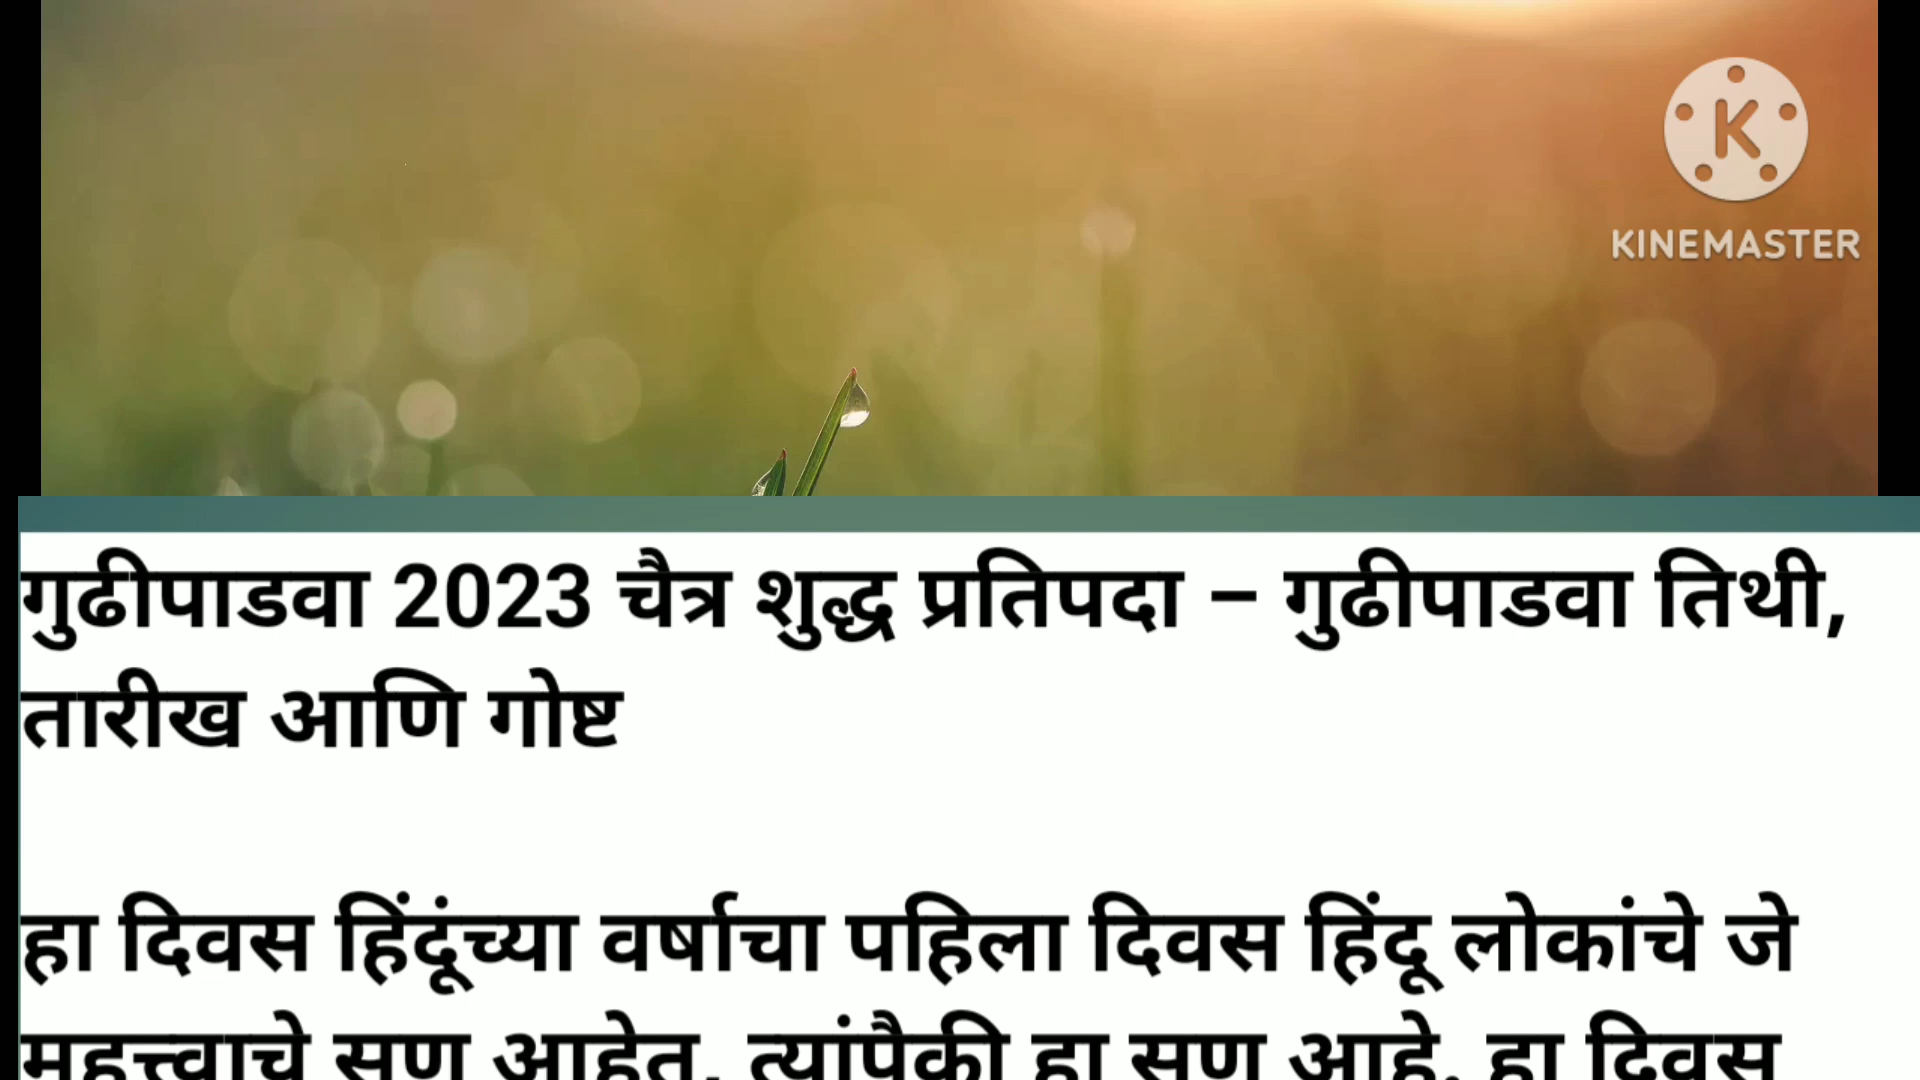 KINEMASTER
गुढीपाडवा 2023 चैत्र शुद्ध प्रतिपदा – गुढीपाडवा तिथी,
तारीख आणि गोष्ट
हा दिवस हिंदूंच्या वर्षाचा पहिला दिवस हिंदू लोकांचे जे
महत्त्वाचे सण आहेत. त्यांपैकी हा सण आहे. हा दिवस